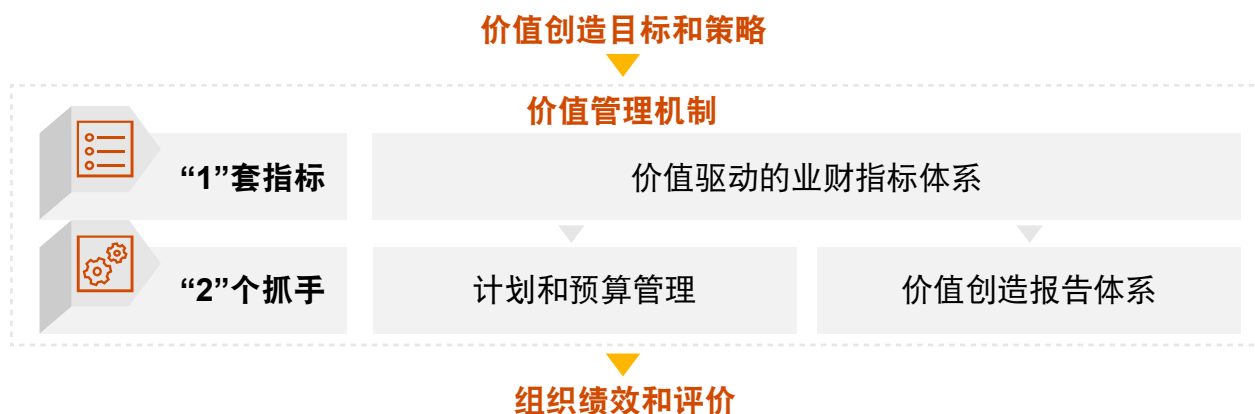 价值创造目标和策略
价值管理机制
“1”套指标
价值驱动的业财指标体系
“2”个抓手
计划和预算管理
价值创造报告体系
组织绩效和评价